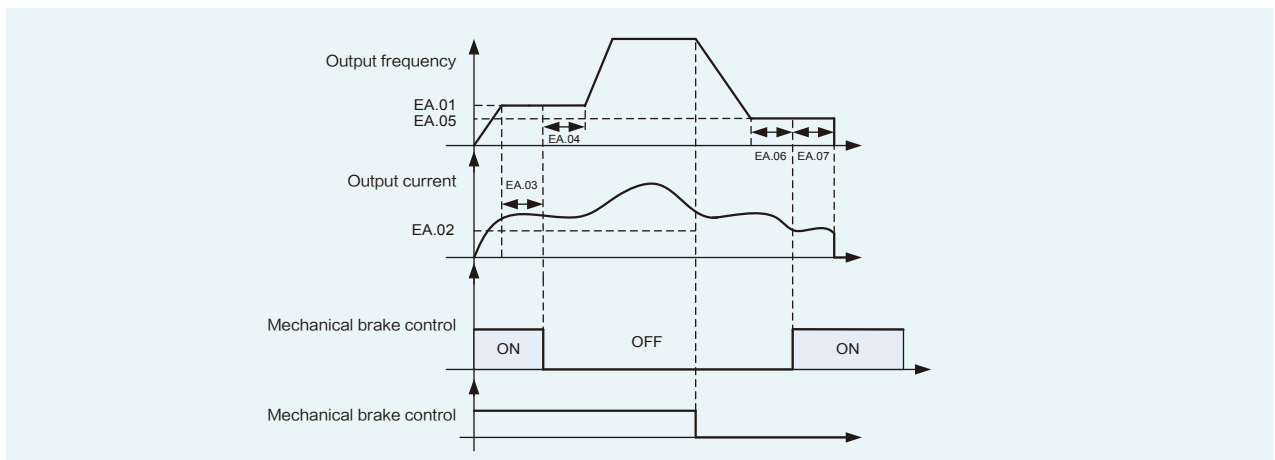 Output frequency
EA.01
EA.05
EA.04
EA.06
EA.07
Output current
EA.03
EA.02
Mechanical brake control
ON
OFF
ON
Mechanical brake control